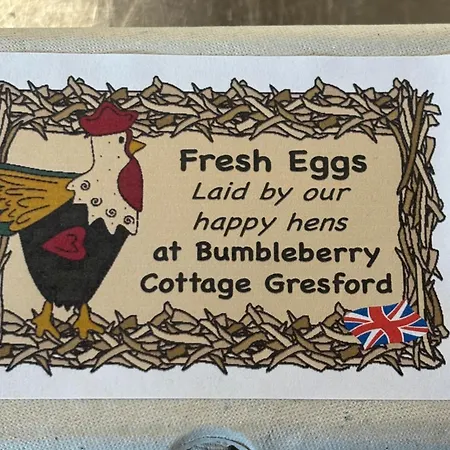 Fresh Eggs
Laid by our
happy hens
at Bumbleberry
Cottage Gresford